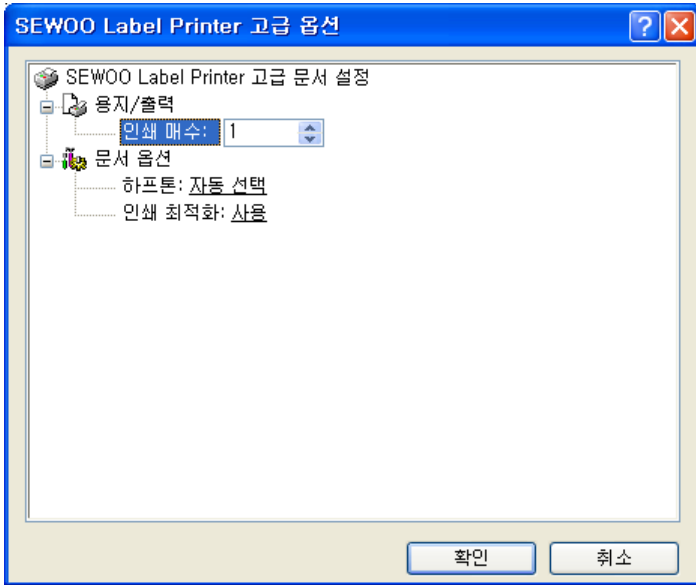 SEWOO Label Printer 고급 옵션
SEWOO Label Printer 고급 문서 설정
용지/출력
인쇄 매수: 1
문서 옵션
하프톤: 자동 선택
인쇄 최적화: 사용
확인 취소